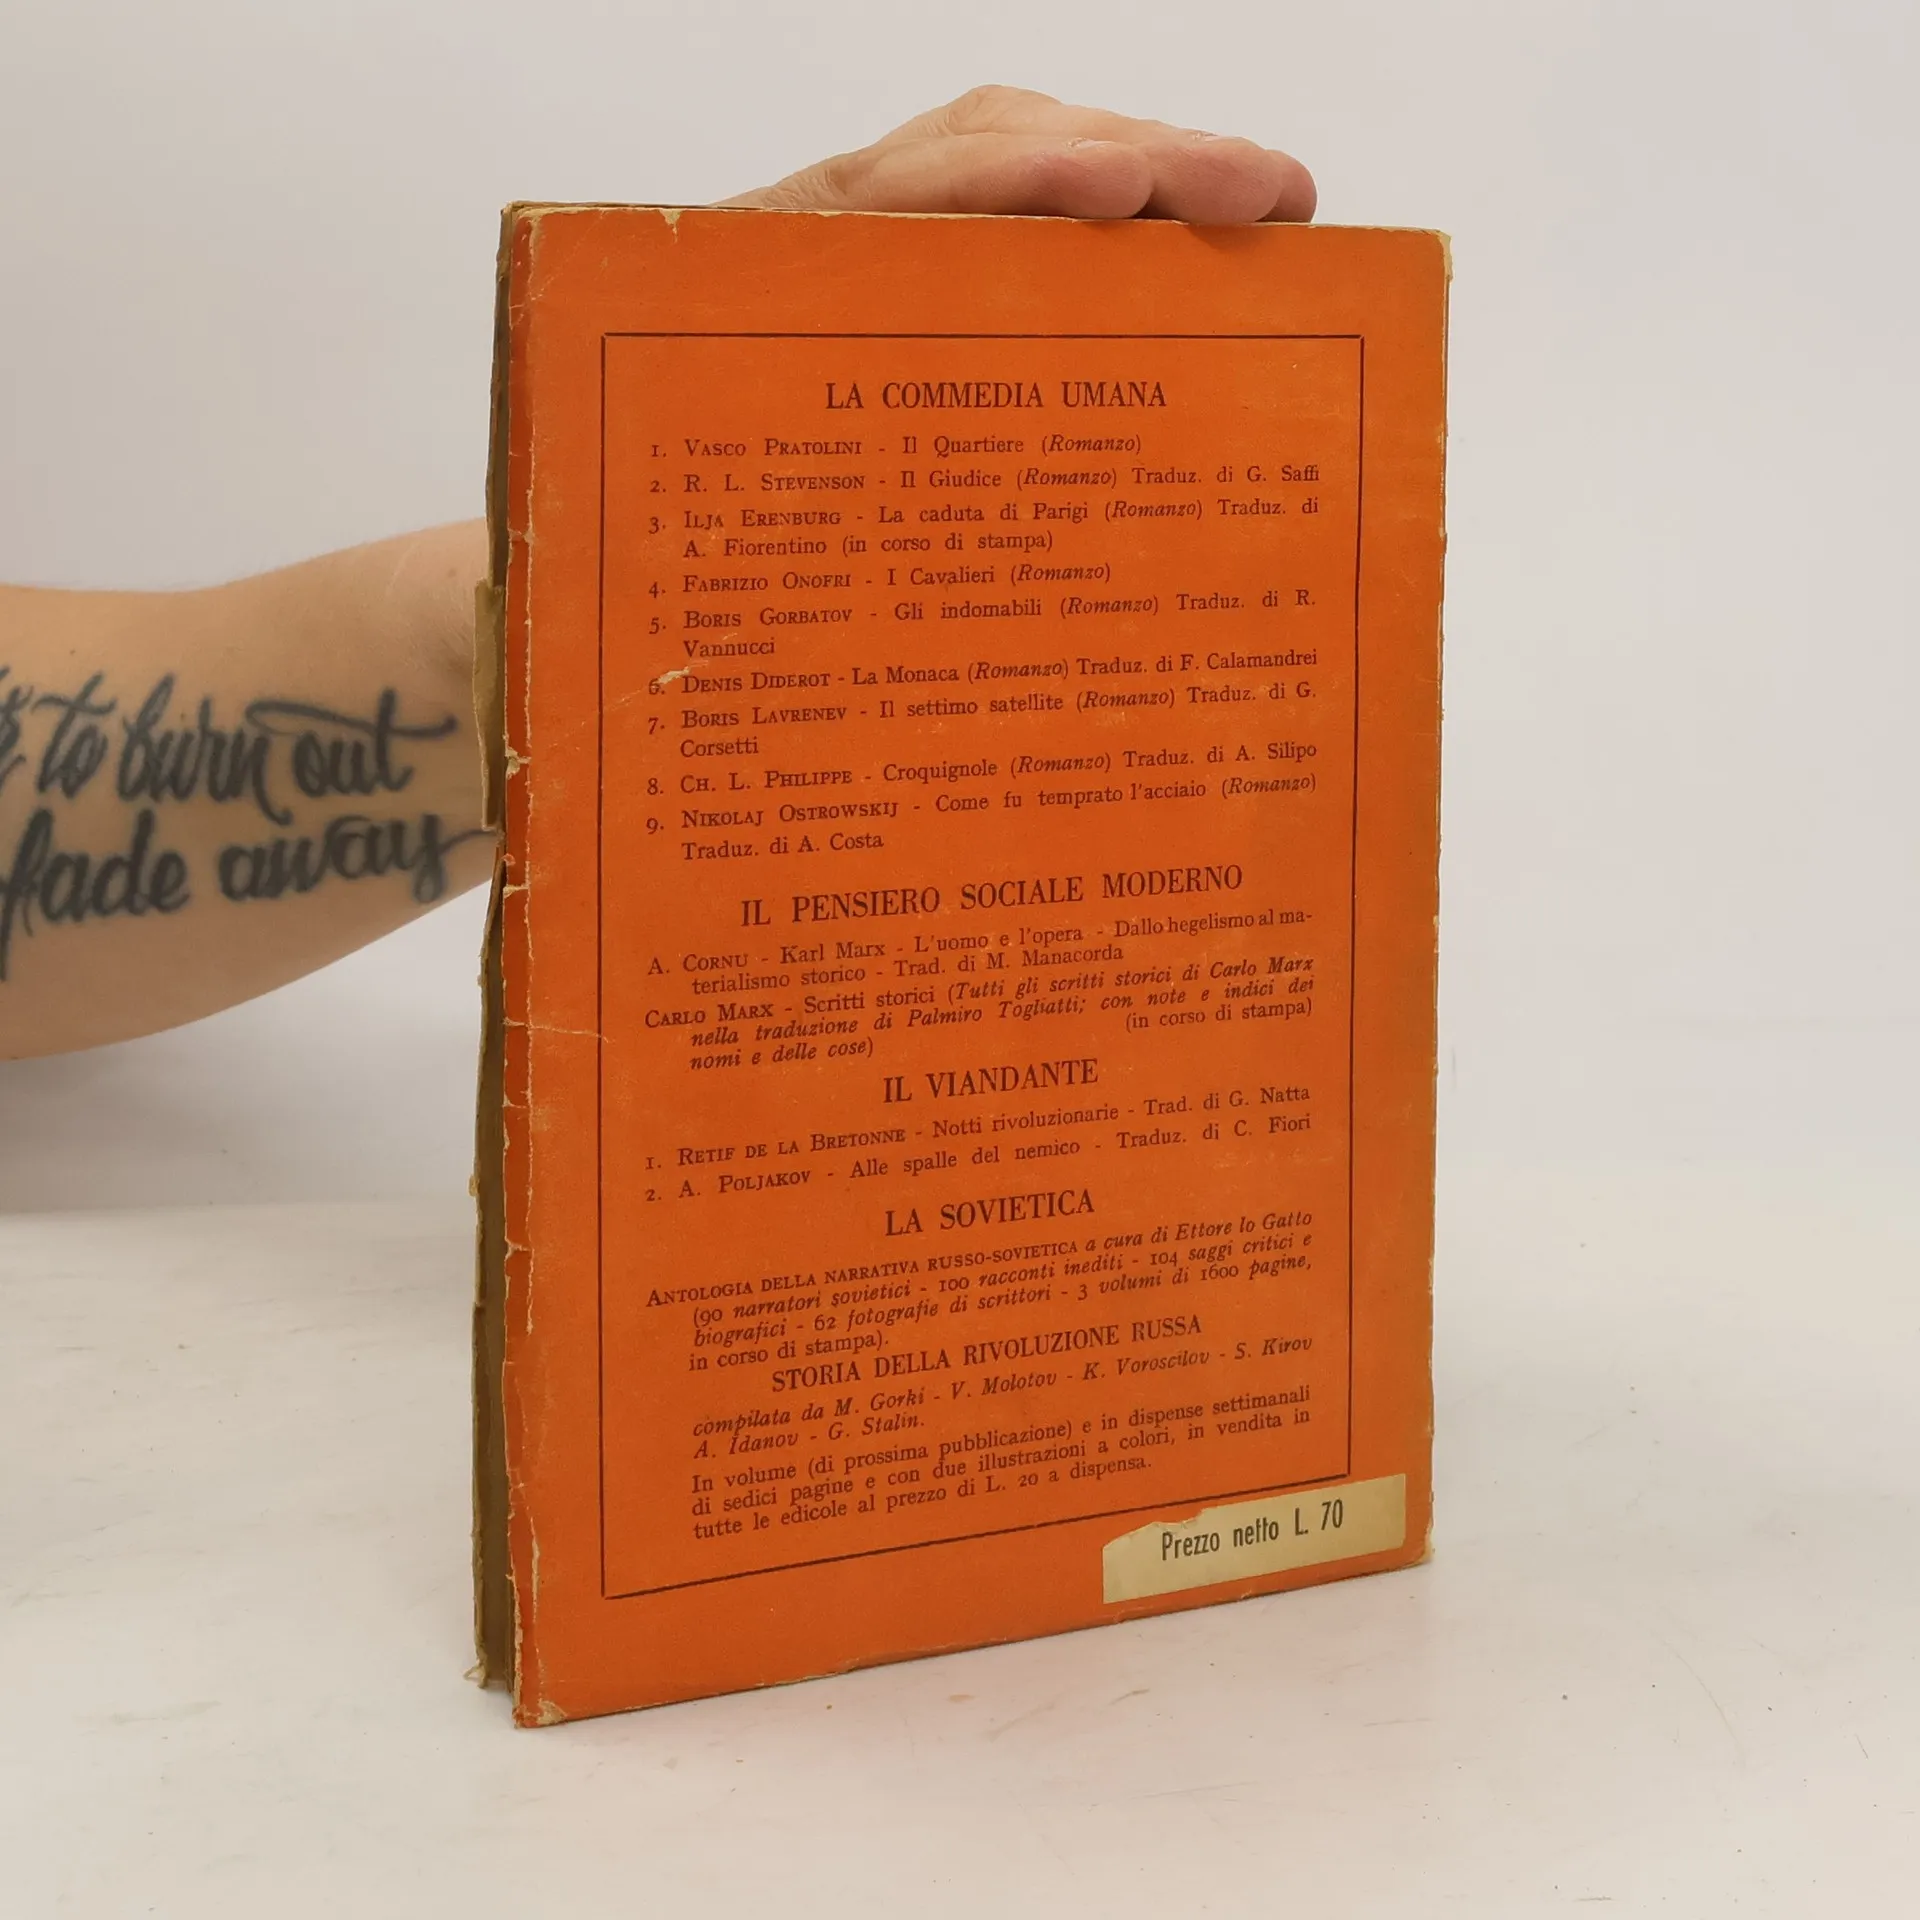 to burn out
fade away
LA COMMEDIA UMANA
1. VASCO PRATOLINI - Il Quartiere (Romanzo)
2. R. L. STEVENSON - Il Giudice (Romanzo) Traduz. di G. Saffi
3. ILJA ERENBURG - La caduta di Parigi (Romanzo) Traduz. di
A. Fiorentino (in corso di stampa)
4. FABRIZIO ONOFRI - I Cavalieri (Romanzo)
5. BORIS GORBATOV - Gli indomabili (Romanzo) Traduz. di R.
Vannucci
6. DENIS DIDEROT - La Monaca (Romanzo) Traduz. di F. Calamandrei
7. BORIS LAVRENEV - Il settimo satellite (Romanzo) Traduz. di G.
Corsetti
8. CH. L. PHILIPPE - Croquignole (Romanzo) Traduz. di A. Silipo
9. NIKOLAJ OSTROWSKIJ - Come fu temprato l'acciaio (Romanzo)
Traduz. di A. Costa
IL PENSIERO SOCIALE MODERNO
A. CORNU - Karl Marx - L'uomo e l'opera - Dallo hegelismo al ma-
terialismo storico - Trad. di M. Manacorda
CARLO MARX - Scritti storici (Tutti gli scritti storici di Carlo Marx
nella traduzione di Palmiro Togliatti; con note e indici dei
nomi e delle cose) (in corso di stampa)
IL VIANDANTE
1. RETIF DE LA BRETONNE - Notti rivoluzionarie - Trad. di G. Natta
2. A. POLJAKOV - Alle spalle del nemico - Traduz. di C. Fiori
LA SOVIETICA
ANTOLOGIA DELLA NARRATIVA RUSSO-SOVIETICA a cura di Ettore lo Gatto
(90 narratori sovietici - 100 racconti inediti - 104 saggi critici e
biografici - 62 fotografie di scrittori - 3 volumi di 1600 pagine,
in corso di stampa).
STORIA DELLA RIVOLUZIONE RUSSA
compilata da M. Gorki - V. Molotov - K. Voroscilov - S. Kirov
A. Idanov - G. Stalin.
In volume (di prossima pubblicazione) e in dispense settimanali
di sedici pagine e con due illustrazioni a colori, in vendita in
tutte le edicole al prezzo di L. 20 a dispensa.
Prezzo netto L. 70